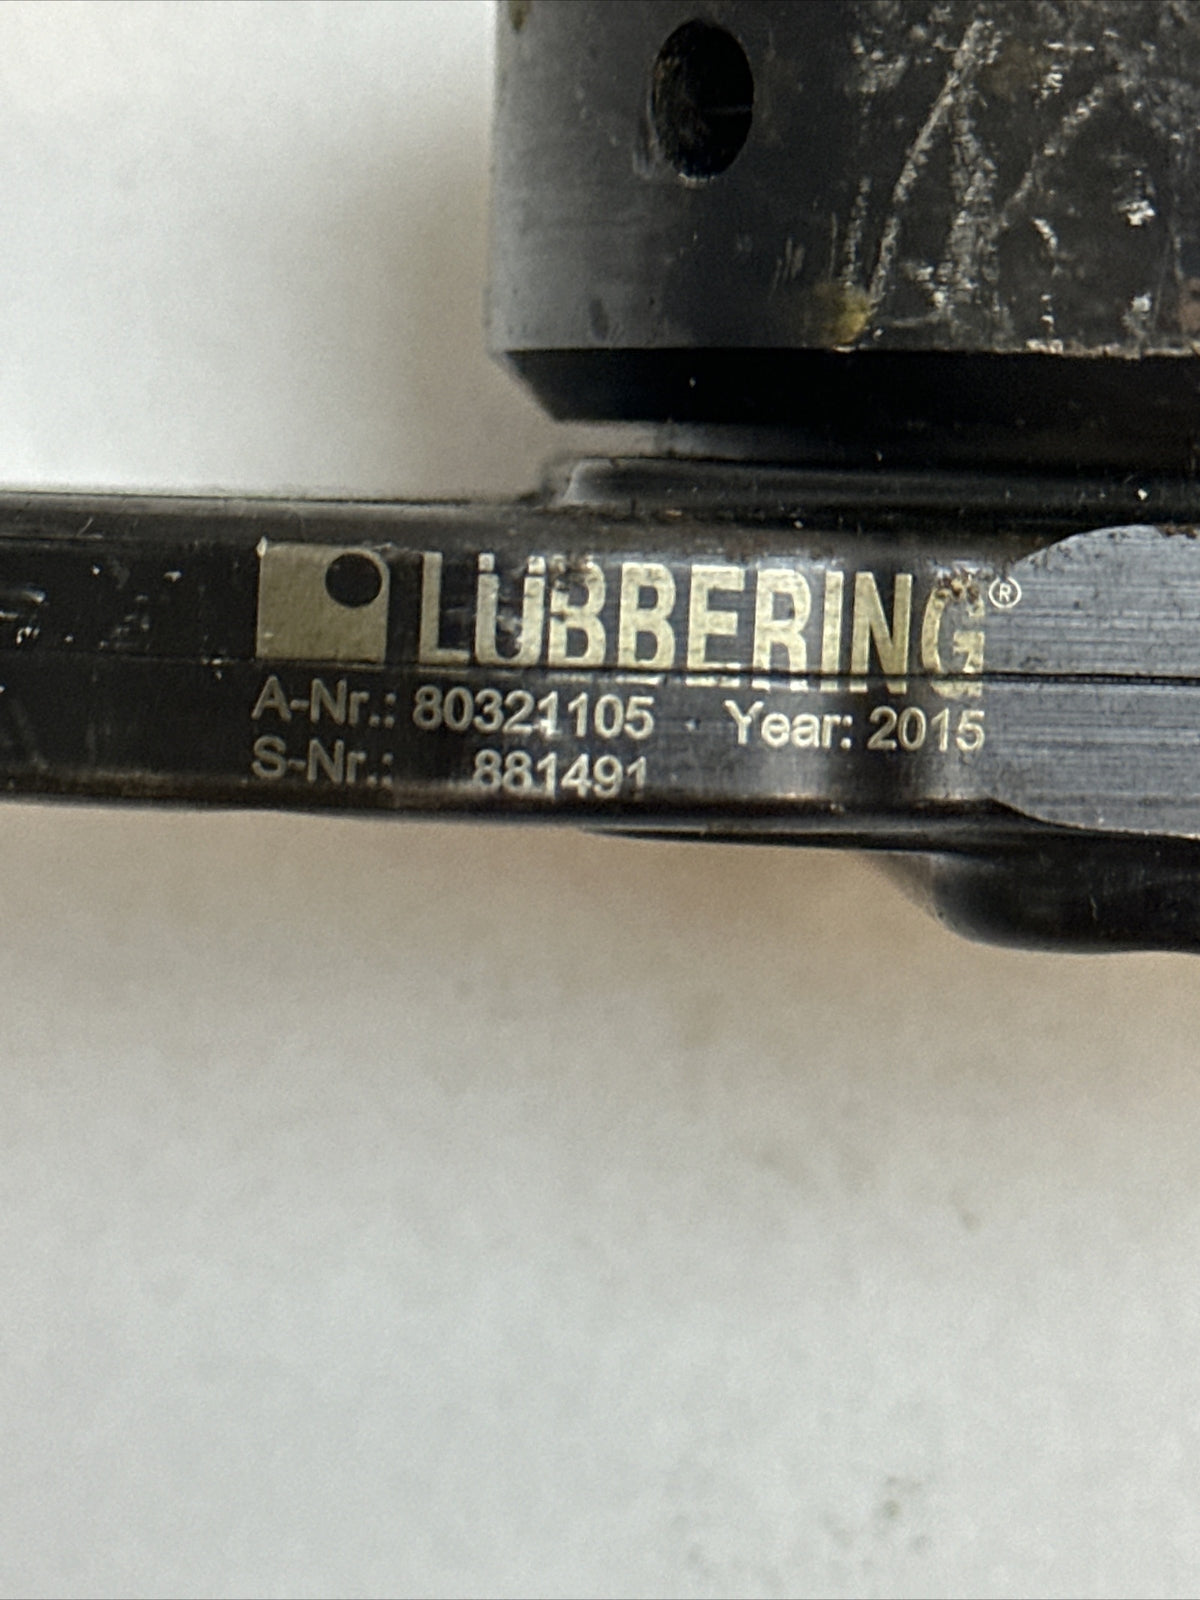 LÜBBERING®
A-Nr.: 80321105 Year: 2015
S-Nr.: 881491